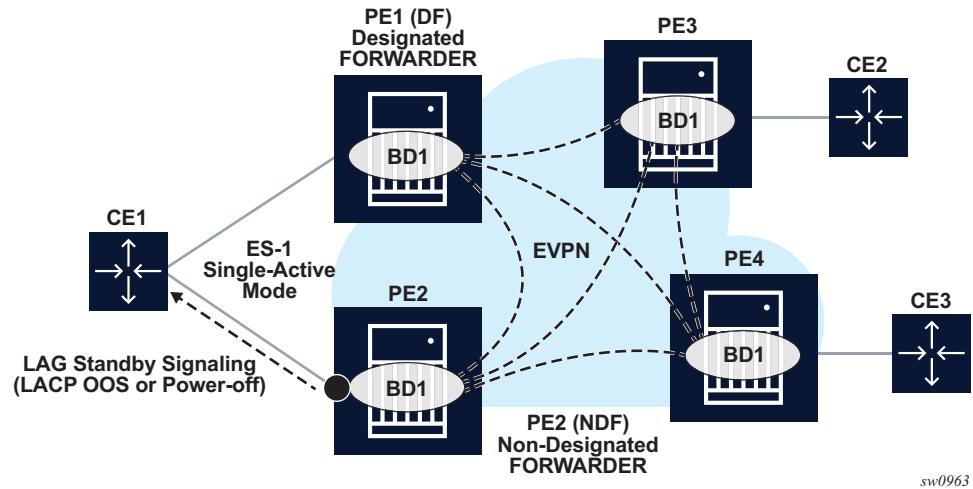 PE1 (DF)
Designated
FORWARDER
PE3
CE2
BD1
BD1
CE1
ES-1
Single-Active
Mode
EVPN
PE2
PE4
CE3
LAG Standby Signaling
(LACP OOS or Power-off)
BD1
BD1
PE2 (NDF)
Non-Designated
FORWARDER
sw0963